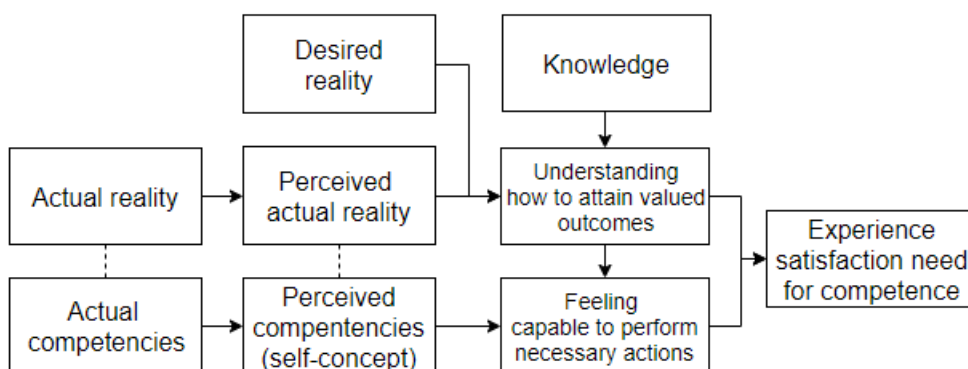 Desired
reality
Knowledge
Actual reality
Perceived
actual reality
Understanding
how to attain valued
outcomes
Experience
satisfaction need
for competence
Actual
competencies
Perceived
compentencies
(self-concept)
Feeling
capable to perform
necessary actions